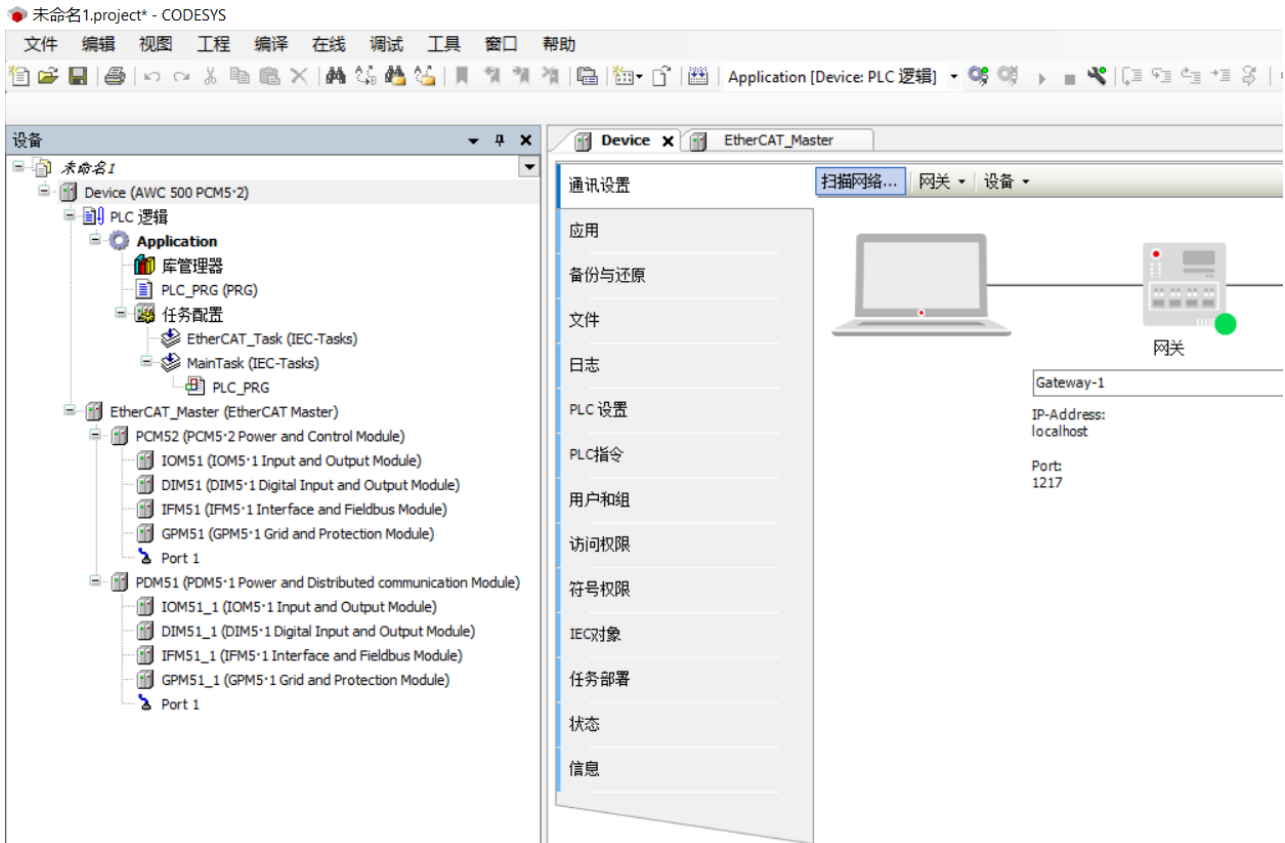 未命名1.project* - CODESYS
文件 编辑 视图 工程 编译 在线 调试 工具 窗口 帮助
Application [Device: PLC 逻辑]
设备
Device
EtherCAT_Master
未命名1
Device (AWC 500 PCM5·2)
PLC 逻辑
Application
库管理器
PLC_PRG (PRG)
任务配置
EtherCAT_Task (IEC-Tasks)
MainTask (IEC-Tasks)
PLC_PRG
EtherCAT_Master (EtherCAT Master)
PCM52 (PCM5·2 Power and Control Module)
IOM51 (IOM5·1 Input and Output Module)
DIM51 (DIM5·1 Digital Input and Output Module)
IFM51 (IFM5·1 Interface and Fieldbus Module)
GPM51 (GPM5·1 Grid and Protection Module)
Port 1
PDM51 (PDM5·1 Power and Distributed communication Module)
IOM51_1 (IOM5·1 Input and Output Module)
DIM51_1 (DIM5·1 Digital Input and Output Module)
IFM51_1 (IFM5·1 Interface and Fieldbus Module)
GPM51_1 (GPM5·1 Grid and Protection Module)
Port 1
通讯设置
应用
备份与还原
文件
日志
PLC 设置
PLC指令
用户和组
访问权限
符号权限
IEC对象
任务部署
状态
信息
扫描网络... 网关 设备
网关
Gateway-1
IP-Address:
localhost
Port:
1217